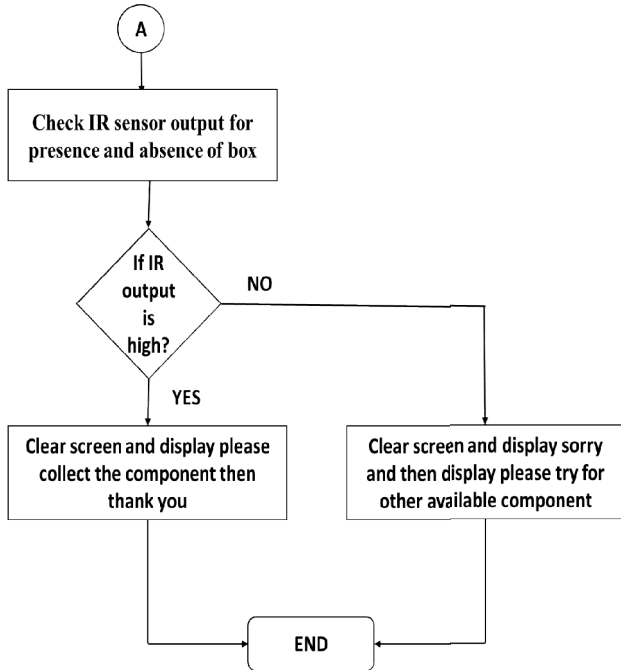 A
Check IR sensor output for
presence and absence of box
If IR
output
is
high?
NO
YES
Clear screen and display please
collect the component then
thank you
Clear screen and display sorry
and then display please try for
other available component
END